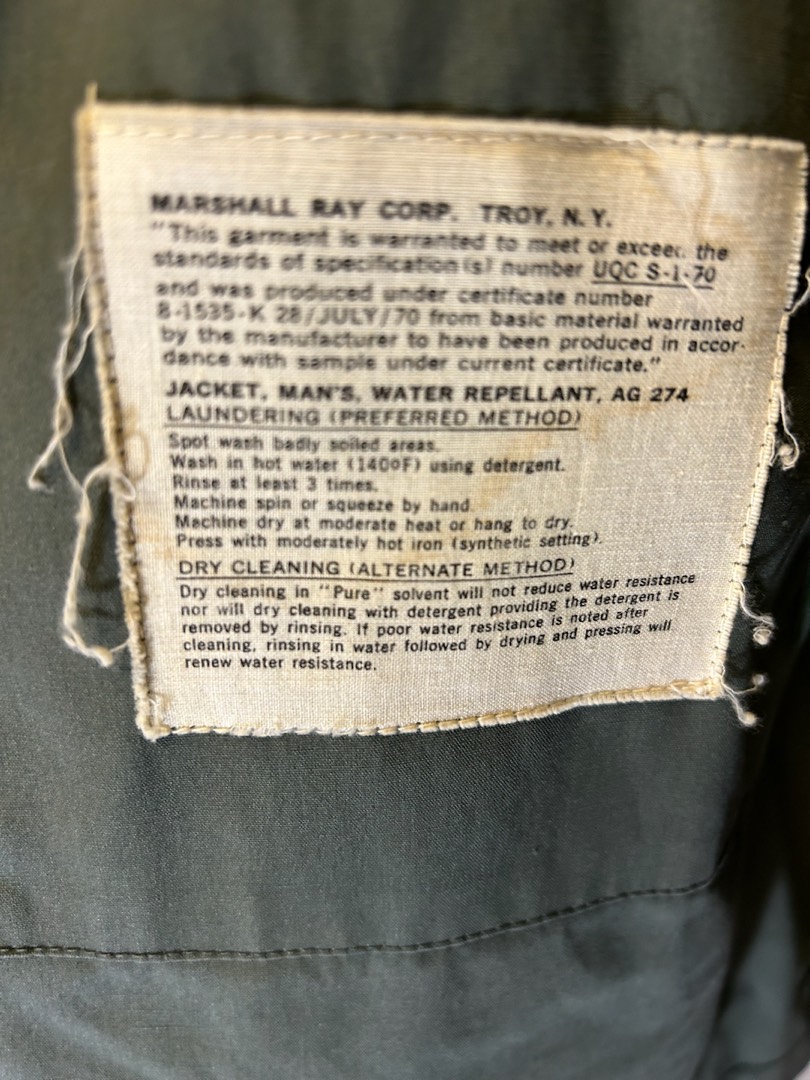 MARSHALL RAY CORP. TROY, N.Y.
"This garment is warranted to meet or exceed the
standards of specification(s) number UQC S-1-70
and was produced under certificate number
8-1535-K 28/JULY/70 from basic material warranted
by the manufacturer to have been produced in accor-
dance with sample under current certificate."
JACKET, MAN'S, WATER REPELLANT, AG 274
LAUNDERING (PREFERRED METHOD)
Spot wash badly soiled areas.
Wash in hot water (140ºF) using detergent.
Rinse at least 3 times.
Machine spin or squeeze by hand.
Machine dry at moderate heat or hang to dry.
Press with moderately hot iron (synthetic setting).
DRY CLEANING (ALTERNATE METHOD)
Dry cleaning in "Pure" solvent will not reduce water resistance
nor will dry cleaning with detergent providing the detergent is
removed by rinsing. If poor water resistance is noted after
cleaning, rinsing in water followed by drying and pressing will
renew water resistance.